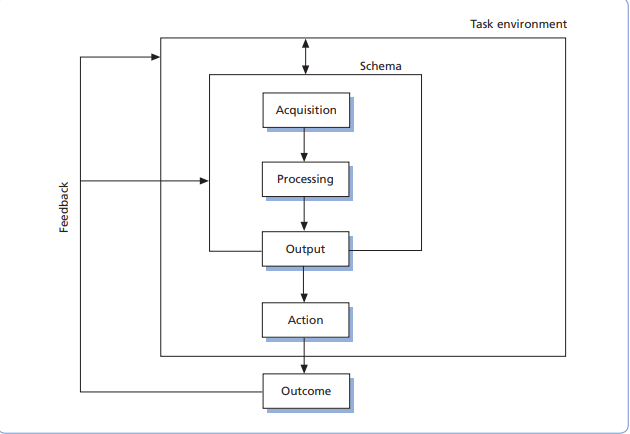 Task environment
Schema
Acquisition
Processing
Feedback
Output
Action
Outcome